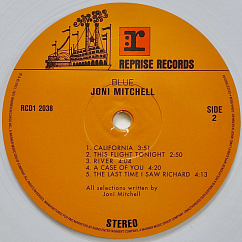 r
REPRISE RECORDS
BLUE
JONI MITCHELL
RCD1 2038
SIDE
2
1. CALIFORNIA 3:51
2. THIS FLIGHT TONIGHT 2:50
3. RIVER 4:04
4. A CASE OF YOU 4:20
5. THE LAST TIME I SAW RICHARD 4:13
All selections written by
Joni Mitchell
STEREO